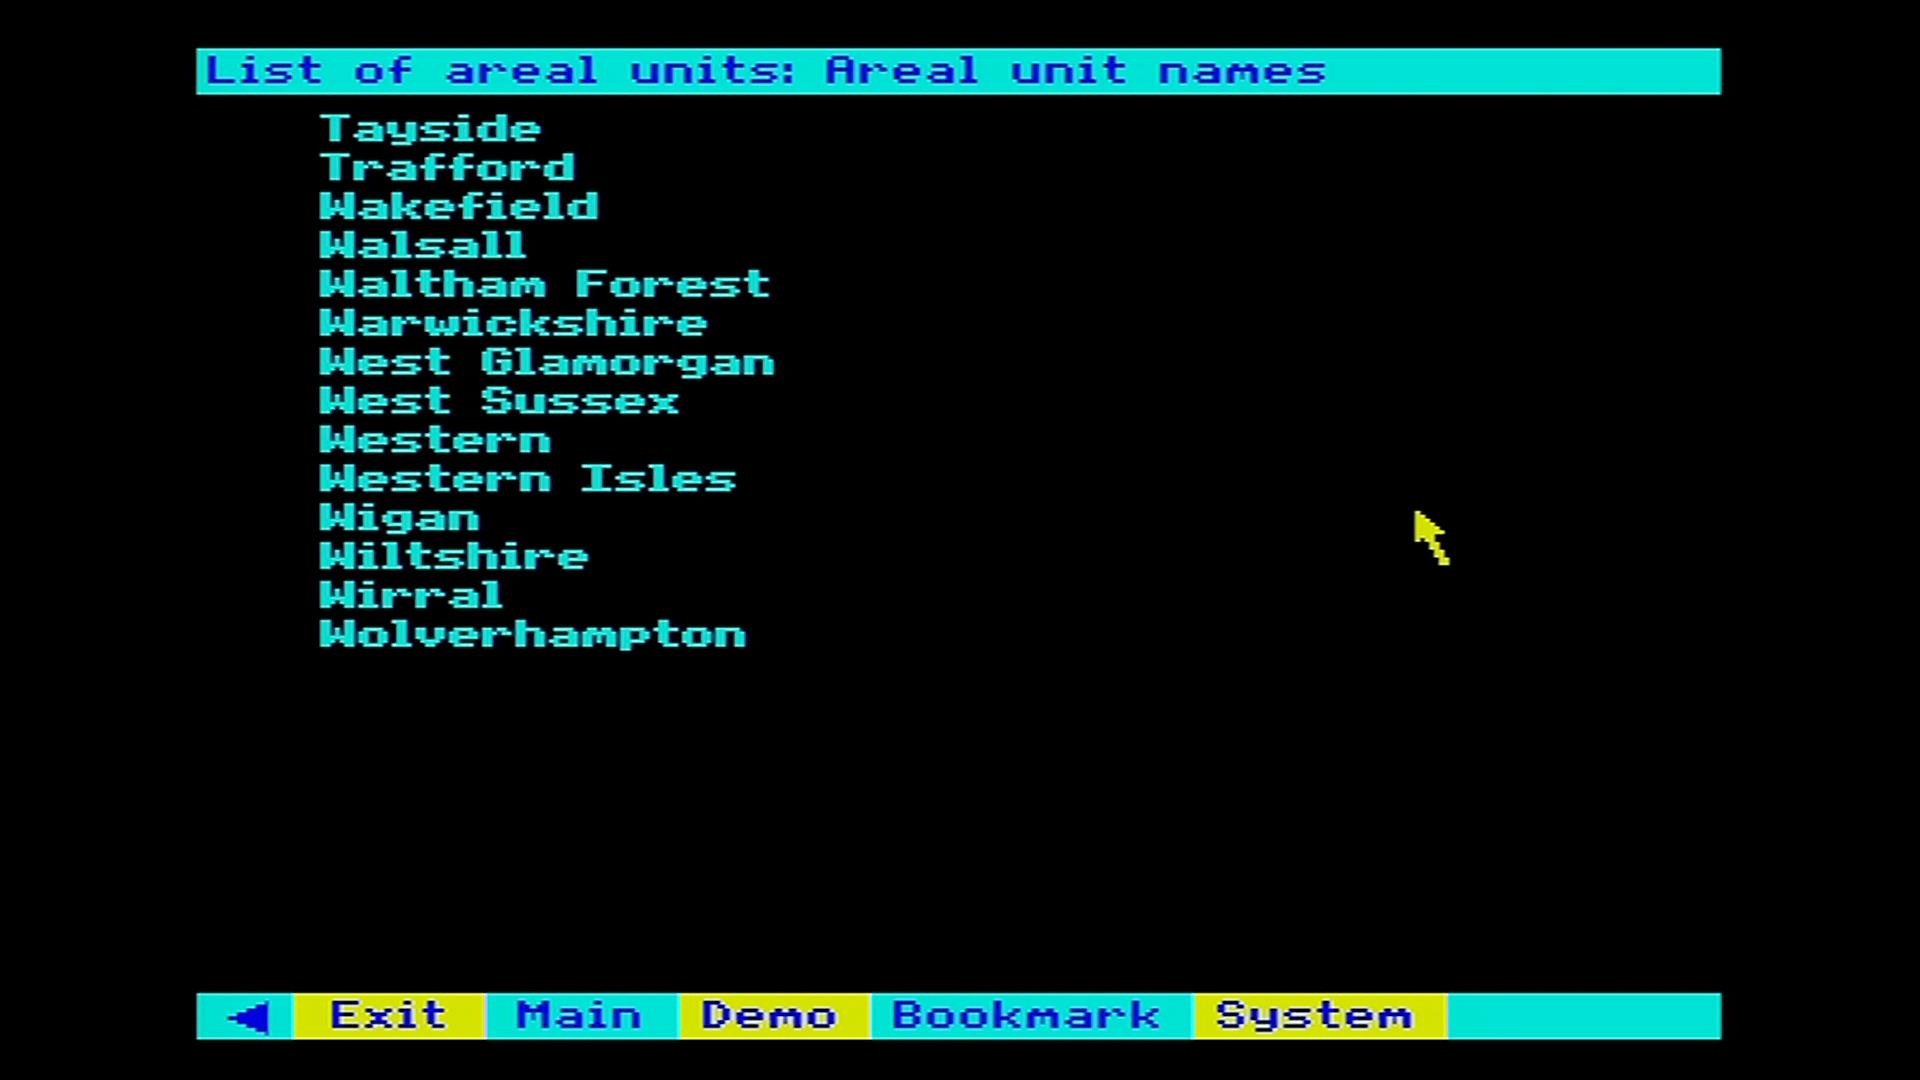 List of areal units: Areal unit names
Tayside
Trafford
Wakefield
Walsall
Waltham Forest
Warwickshire
West Glamorgan
West Sussex
Western
Western Isles
Wigan
Wiltshire
Wirral
Wolverhampton
Exit Main Demo Bookmark System